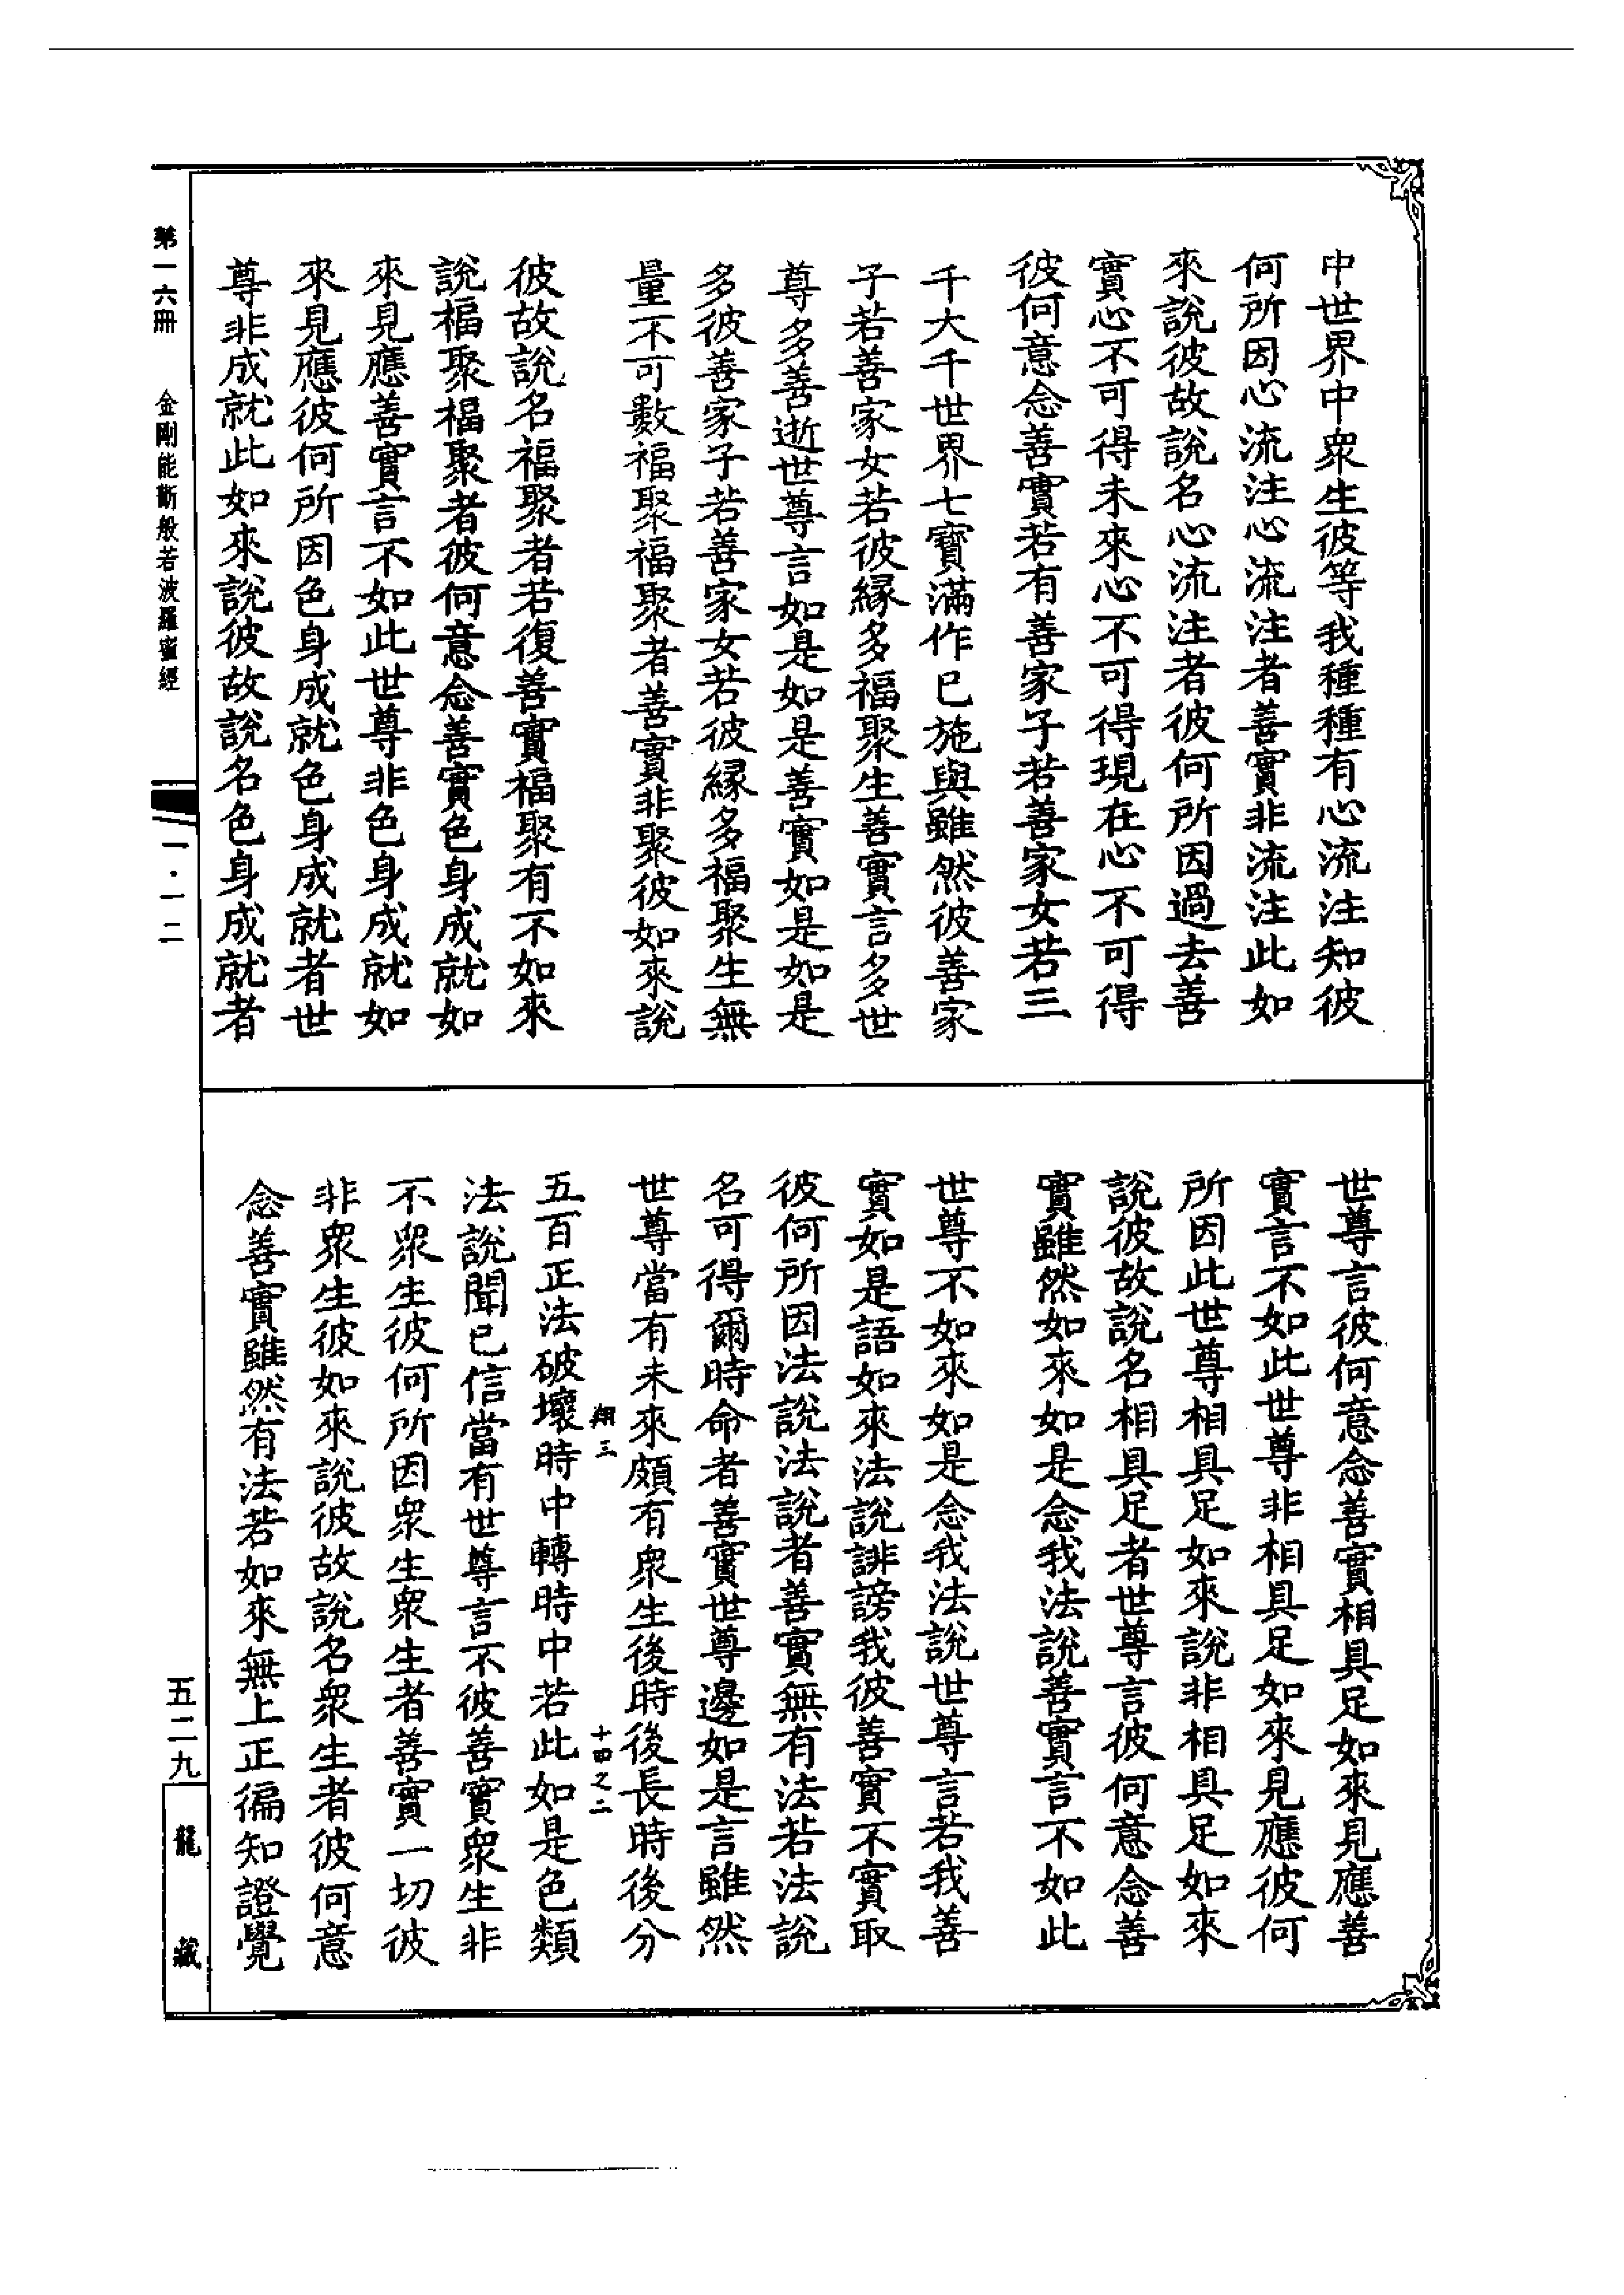 中世界中衆生彼等我種種有心流注知彼
何所因心流注心流注者善實非流注此如
來說彼故說名心流注者彼何所因過去善
實心不可得未來心不可得現在心不可得
彼何意念善實若有善家子若善家女若三
千大千世界七寶滿作已施與雖然彼善家
子若善家女若彼縁多福聚生善實言多世
尊多善逝世尊言如是如是善實如是如是
多彼善家子若善家女若彼縁多福聚生無
量不可數福聚福聚者善實非聚彼如來說
彼故說名福聚者若復善實福聚有不如來
說福聚福聚者彼何意念善實色身成就如
來見應善實言不如此世尊非色身成就如
來見應彼何所因色身成就色身成就者世
尊非成就此如來說彼故說名色身成就者
世尊言彼何意念善實相具足如來見應善
實言不如此世尊非相具足如來見應彼何
所因此世尊相具足如來說非相具足如來
說彼故說名相具足者世尊言彼何意念善
實雖然如來如是念我法說善實言不如此
世尊不如來如是念我法說世尊言若我善
實如是語如來法說誹謗我彼善實不實取
彼何所因法說法說者善實無有法若法說
名可得爾時命者善實世尊邊如是言雖然
世尊當有未來頗有衆生後時後長時後分
翔三 十四之二
五百正法破壞時中轉時中若此如是色類
法說聞已信當有世尊言不彼善實衆生非
不衆生彼何所因衆生衆生者善實一切彼
非衆生彼如來說彼故說名衆生者彼何意
念善實雖然有法若如來無上正徧知證覺
第一六冊 金剛能斷般若波羅蜜經 一·一二
五二九
龍藏